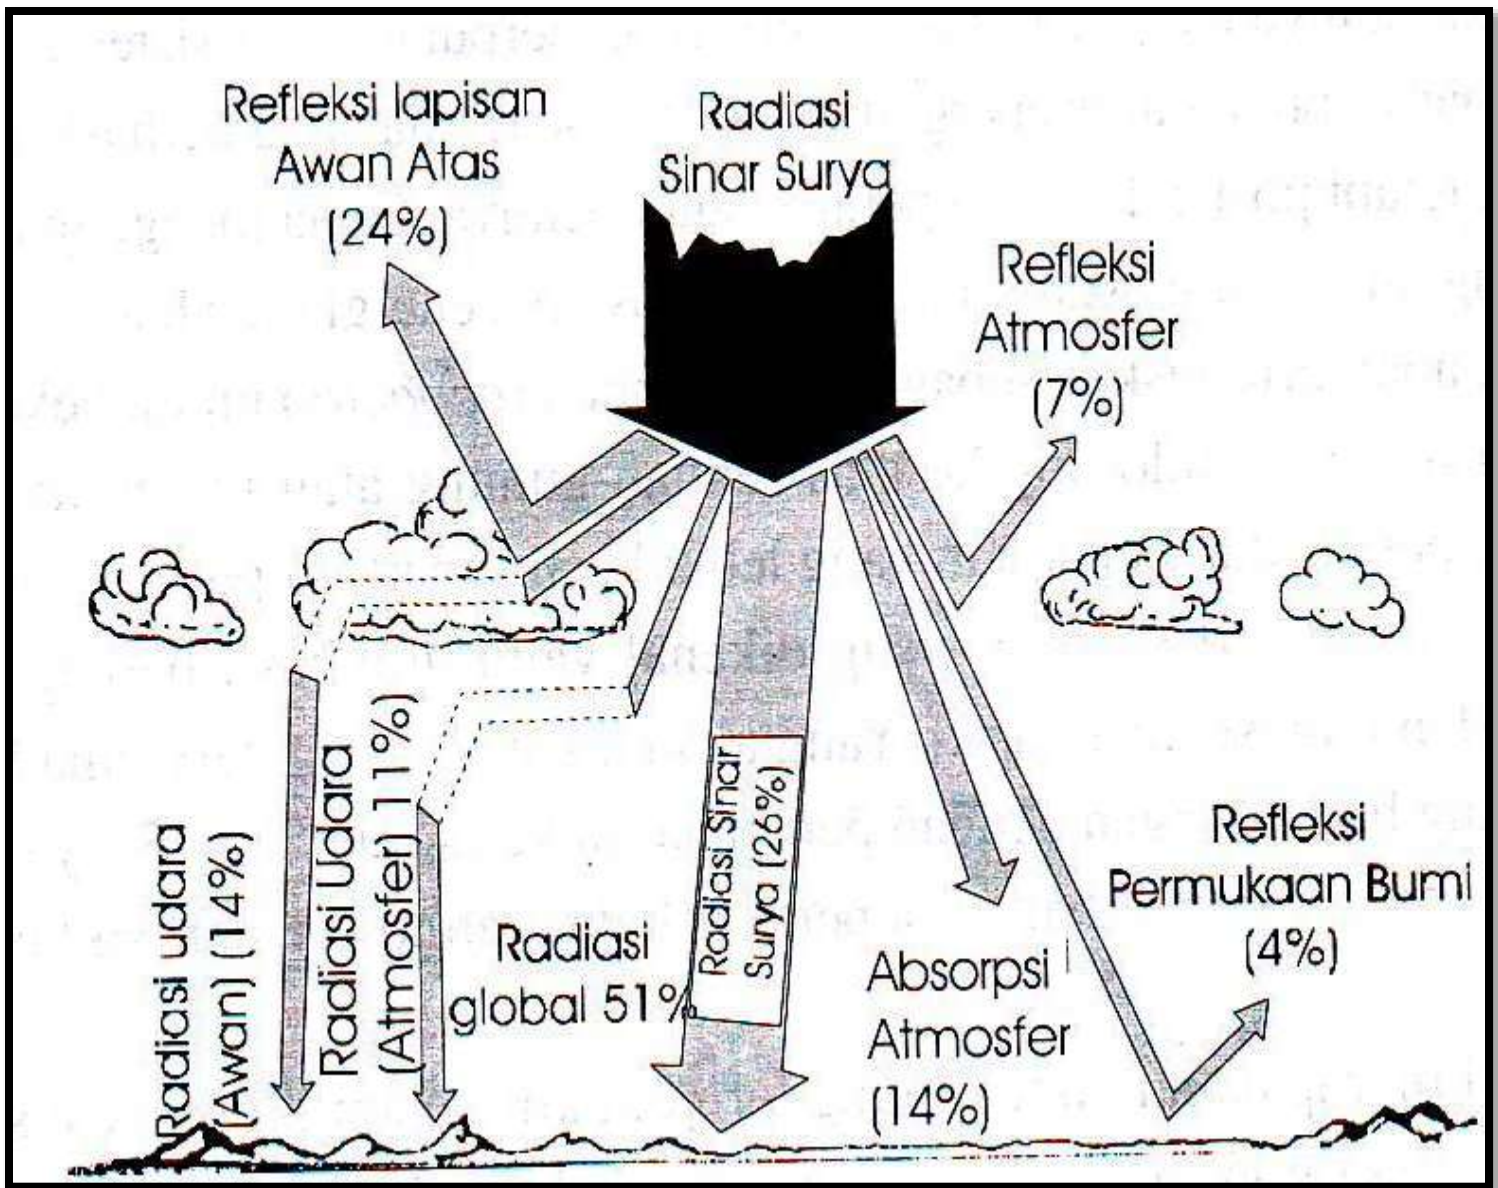 Refleksi lapisan
Awan Atas
(24%)
Radiasi
Sinar Surya
Refleksi
Atmosfer
(7%)
Radiasi udara
(Awan) (14%)
Radiasi Udara
(Atmosfer) 11%)
Radiasi
global 51%
Radiasi Sinar
Surya (26%)
Absorpsi
Atmosfer
(14%)
Refleksi
Permukaan Bumi
(4%)